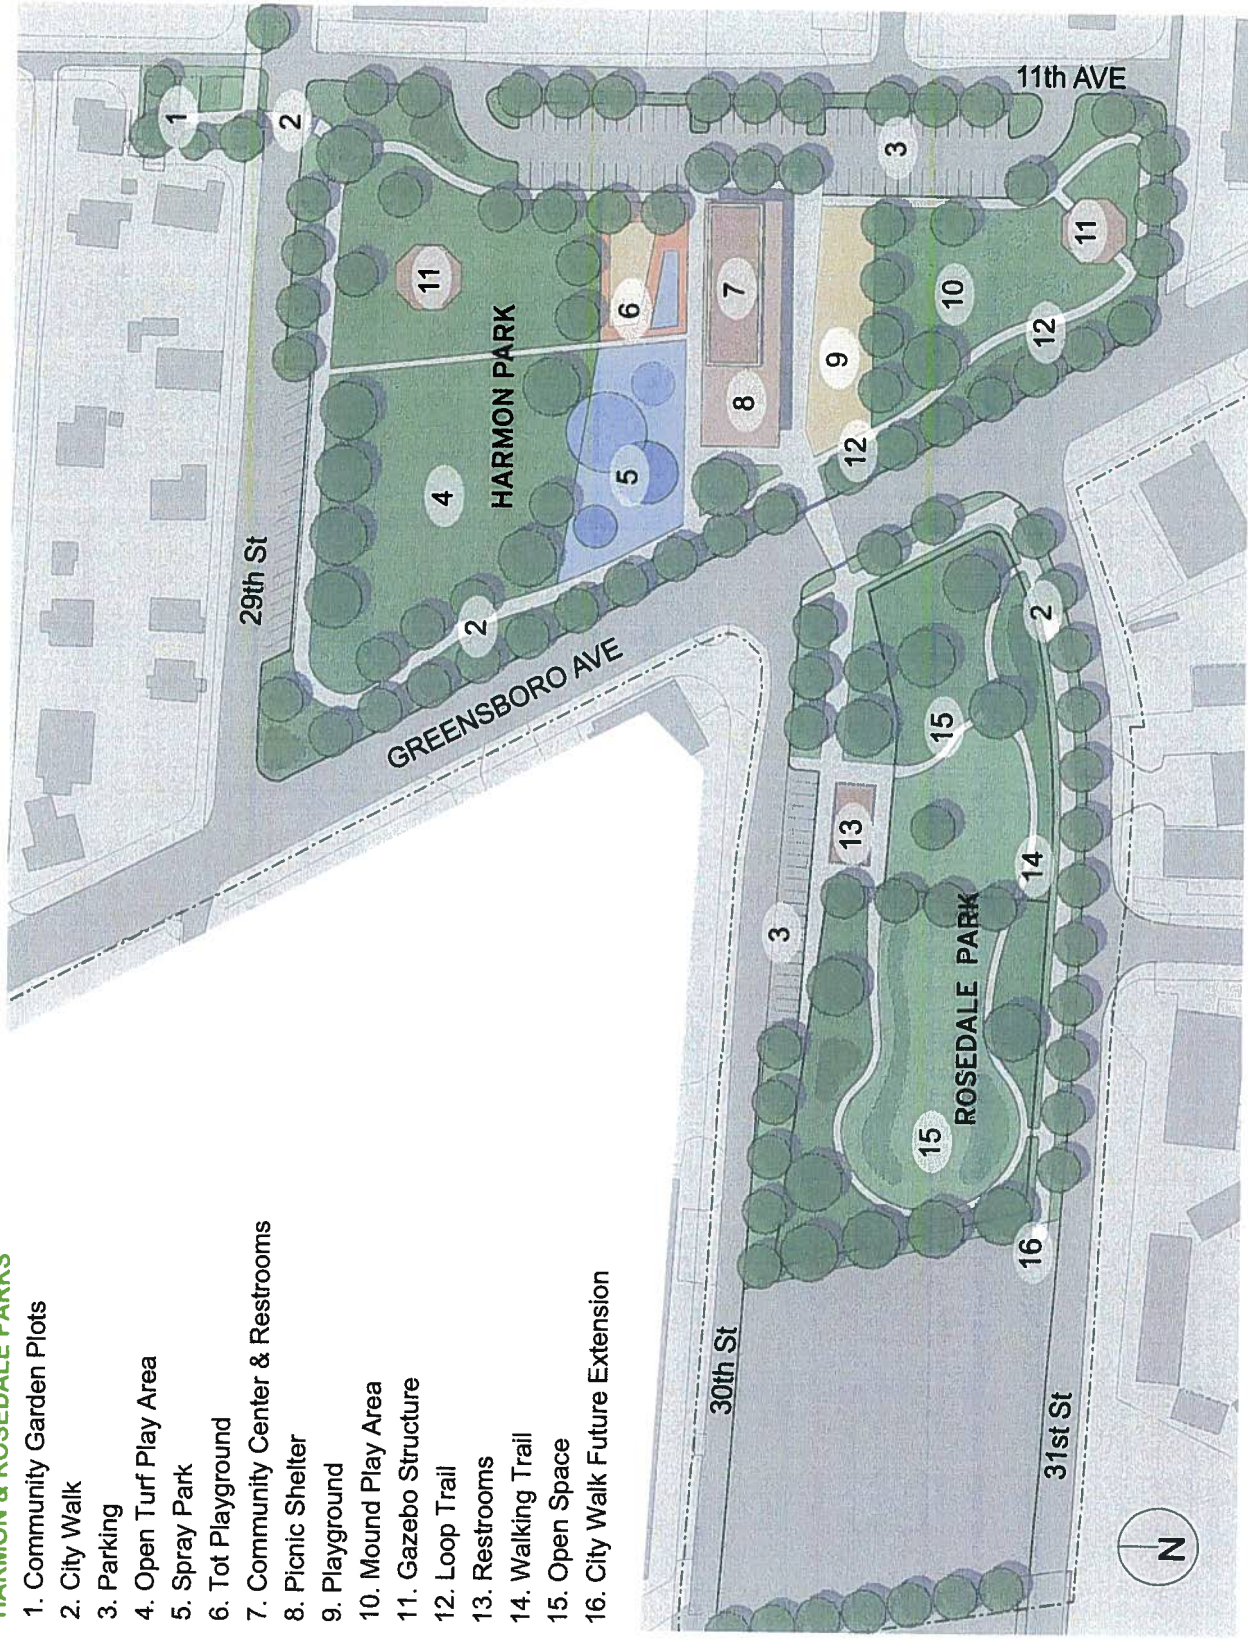 HARMON & ROSEDALE PARKS
1. Community Garden Plots
2. City Walk
3. Parking
4. Open Turf Play Area
5. Spray Park
6. Tot Playground
7. Community Center & Restrooms
8. Picnic Shelter
9. Playground
10. Mound Play Area
11. Gazebo Structure
12. Loop Trail
13. Restrooms
14. Walking Trail
15. Open Space
16. City Walk Future Extension
1
2
29th St
11th AVE
3
11
HARMON PARK
4
6
7
5
8
9
10
11
12
12
2
GREENSBORO AVE
2
15
13
14
3
ROSEDALE PARK
15
16
30th St
31st St
N